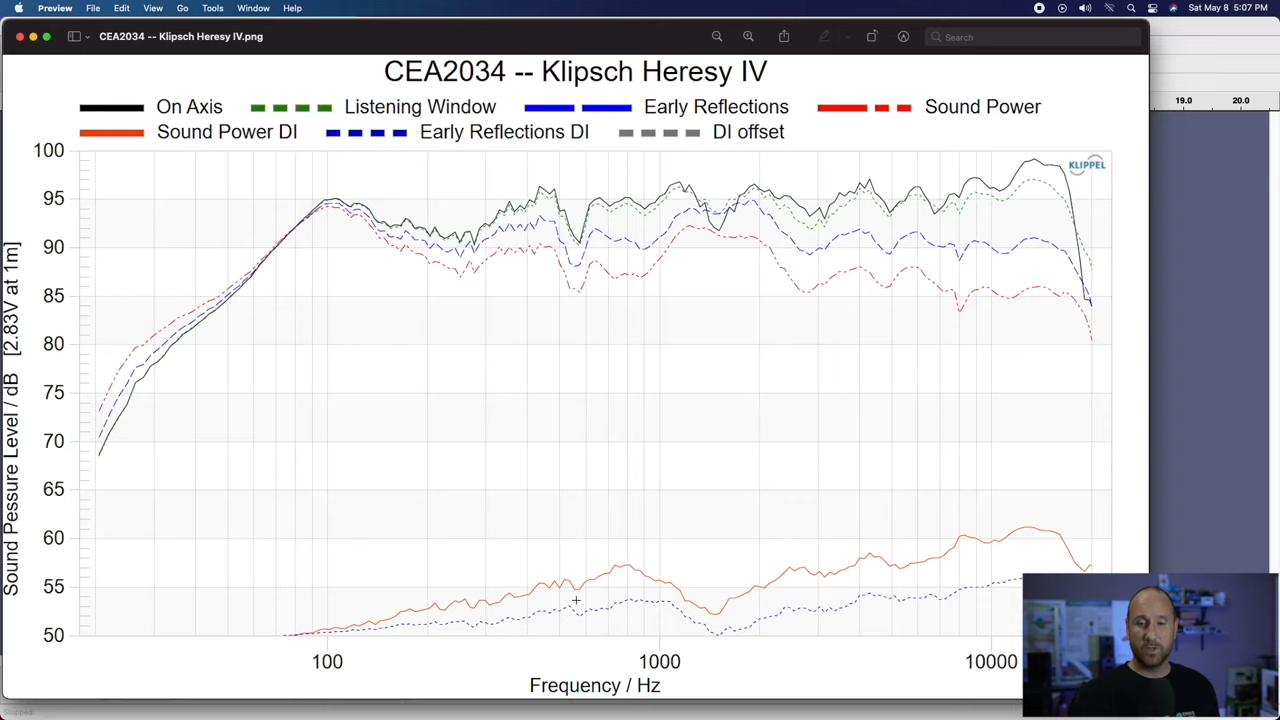 Preview File Edit View Go Tools Window Help Sat May 8 5:07 PM
CEA2034 -- Klipsch Heresy IV.png Search
19.0 20.0
CEA2034 -- Klipsch Heresy IV
On Axis Listening Window Early Reflections Sound Power
Sound Power DI Early Reflections DI DI offset
KLIPPEL
100
95
90
85
80
75
70
65
60
55
50
Sound Pessure Level / dB [2.83V at 1m]
100 1000 10000
Frequency / Hz
Stopped